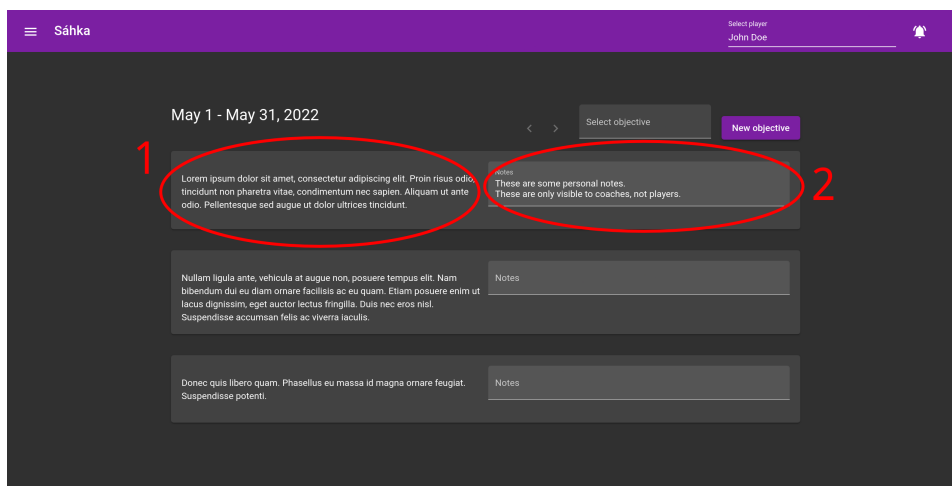 Sáhka
Select player
John Doe
May 1 - May 31, 2022
Select objective
New objective
1
Lorem ipsum dolor sit amet, consectetur adipiscing elit. Proin risus odio,
tincidunt non pharetra vitae, condimentum nec sapien. Aliquam ut ante
odio. Pellentesque sed augue ut dolor ultrices tincidunt.
Notes
These are some personal notes.
These are only visible to coaches, not players.
2
Nullam ligula ante, vehicula at augue non, posuere tempus elit. Nam
bibendum dui eu diam ornare facilisis ac eu quam. Etiam posuere enim ut
lacus dignissim, eget auctor lectus fringilla. Duis nec eros nisl.
Suspendisse accumsan felis ac viverra iaculis.
Notes
Donec quis libero quam. Phasellus eu massa id magna ornare feugiat.
Suspendisse potenti.
Notes